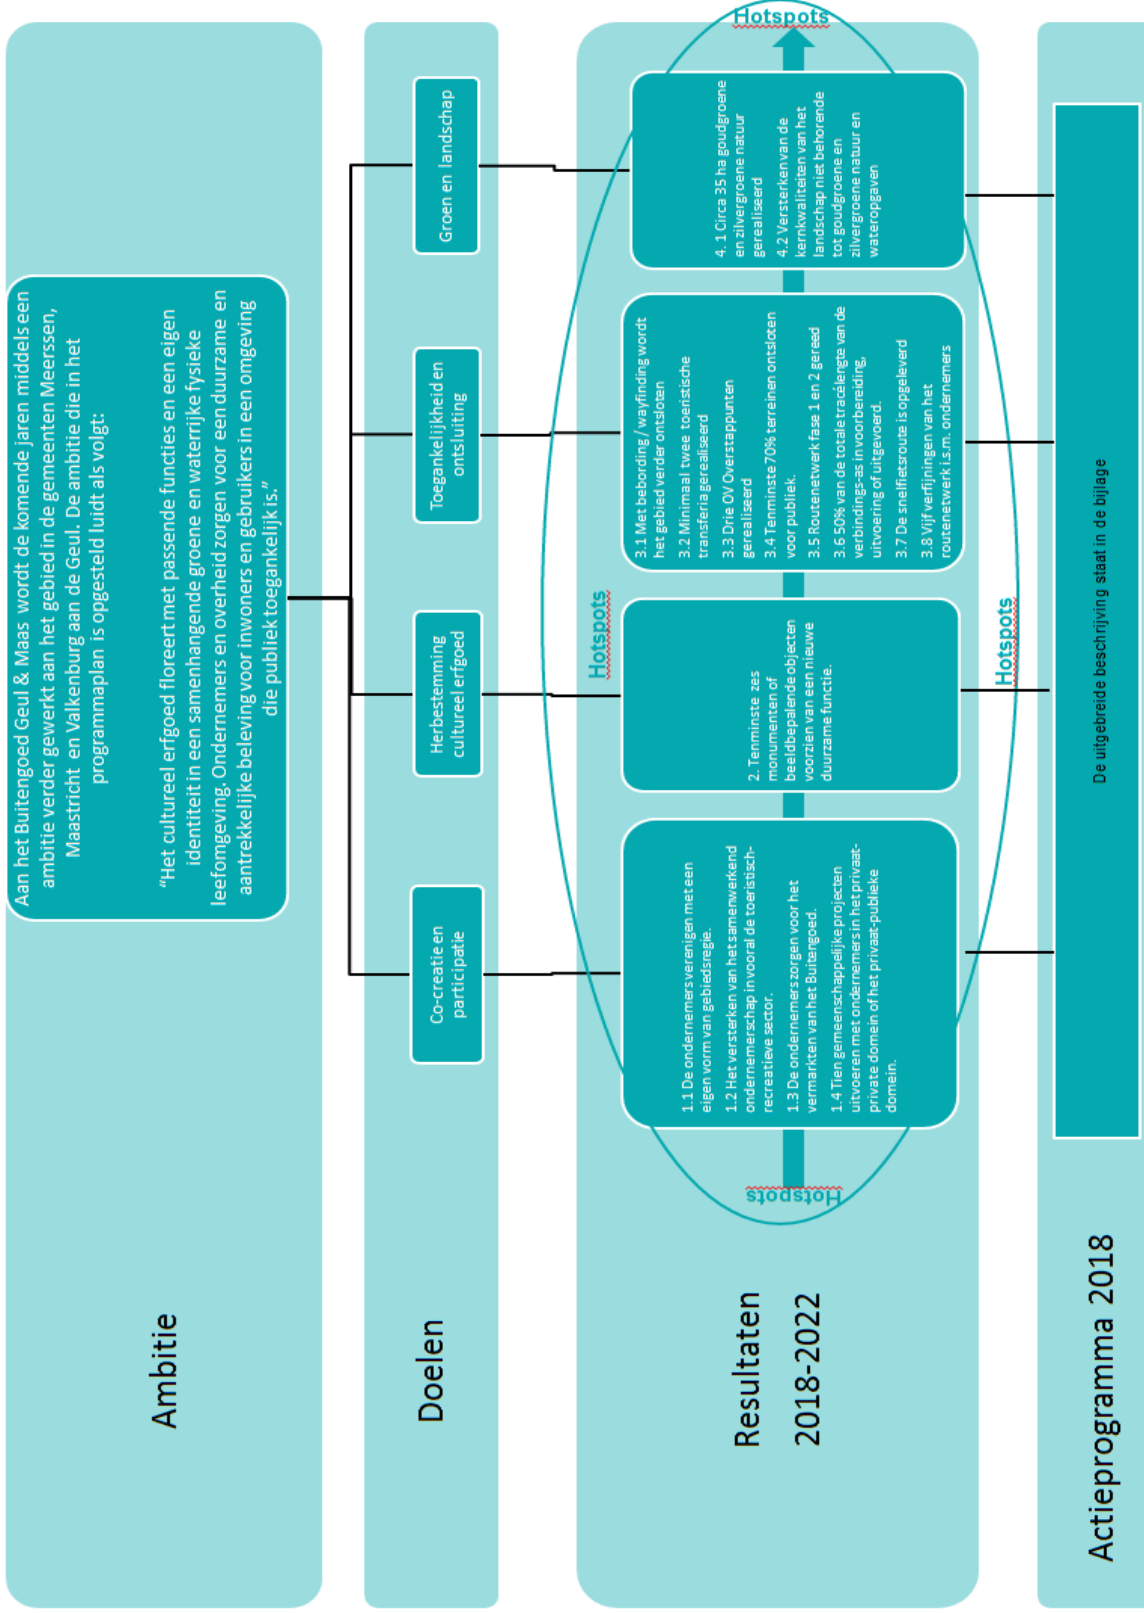 Ambitie
Aan het Buitengoed Geul & Maas wordt de komende jaren middels een
ambitie verder gewerkt aan het gebied in de gemeenten Meerssen,
Maastricht en Valkenburg aan de Geul. De ambitie die in het
programmaplan is opgesteld luidt als volgt:
“Het cultureel erfgoed floreert met passende functies en een eigen
identiteit in een samenhangende groene en waterrijke fysieke
leefomgeving. Ondernemers en overheid zorgen voor een duurzame en
aantrekkelijke beleving voor inwoners en gebruikers in een omgeving
die publiek toegankelijk is.”
Doelen
Co-creatie en
participatie
Herbestemming
cultureel erfgoed
Toegankelijkheid en
ontsluiting
Groen en landschap
Resultaten
2018-2022
Hotspots
Hotspots
Hotspots
Hotspots
1.1 De ondernemers verenigen met een
eigen vorm van gebiedsregie.
1.2 Het versterken van het samenwerkend
ondernemerschap in vooral de toeristisch-
recreatieve sector.
1.3 De ondernemers zorgen voor het
vermarkten van het Buitengoed.
1.4 Tien gemeenschappelijke projecten
uitvoeren met ondernemers in het privaat-
private domein of het privaat-publieke
domein.
2. Tenminste zes
monumenten of
beeldbepalende objecten
voorzien van een nieuwe
duurzame functie.
3.1 Met bebording / wayfinding wordt
het gebied verder ontsloten
3.2 Minimaal twee toeristische
transferia gerealiseerd
3.3 Drie OV Overstappunten
gerealiseerd
3.4 Tenminste 70% terreinen ontsloten
voor publiek.
3.5 Routenetwerk fase 1 en 2 gereed
3.6 50% van de totale tracélengte van de
verbindings-as in voorbereiding,
uitvoering of uitgevoerd.
3.7 De snelfietsroute is opgeleverd
3.8 Vijf verfijningen van het
routenetwerk i.s.m. ondernemers
4. 1 Circa 35 ha goudgroene
en zilvergroene natuur
gerealiseerd
4.2 Versterken van de
kernkwaliteiten van het
landschap niet behorende
tot goudgroene en
zilvergroene natuur en
wateropgaven
Actieprogramma 2018
De uitgebreide beschrijving staat in de bijlage